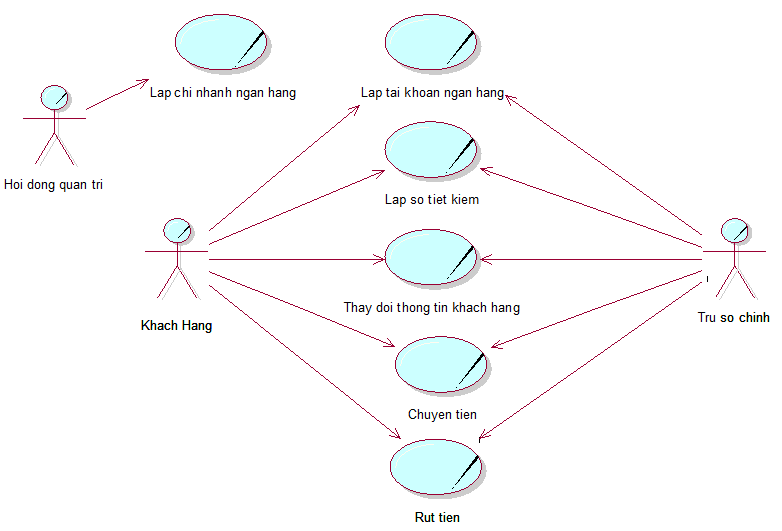 Lap chi nhanh ngan hang
Lap tai khoan ngan hang
Hoi dong quan tri
Lap so tiet kiem
Khach Hang
Thay doi thong tin khach hang
Tru so chinh
Chuyen tien
Rut tien